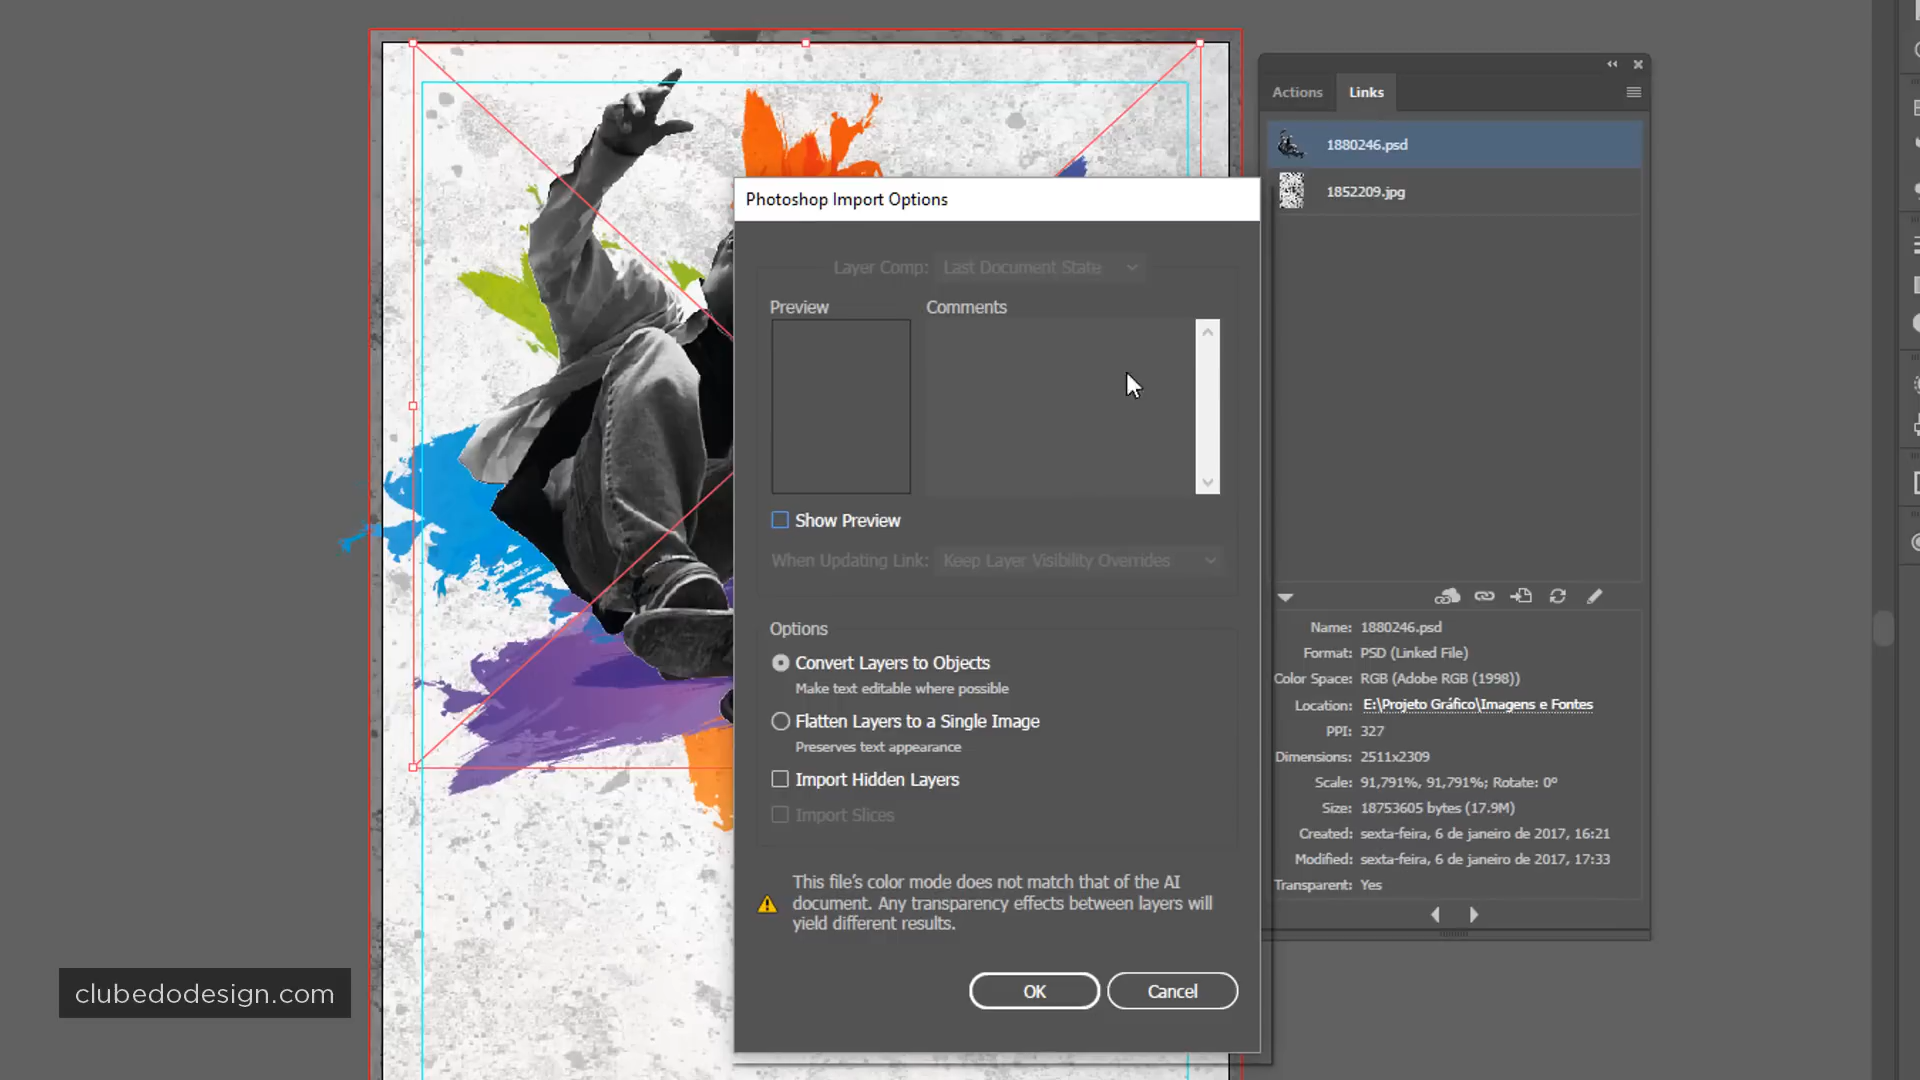 Actions
Links
1880246.psd
1852209.jpg
Photoshop Import Options
Layer Comp: Last Document State
Preview
Comments
Show Preview
When Updating Link: Keep Layer Visibility Overrides
Options
Convert Layers to Objects
Make text editable where possible
Flatten Layers to a Single Image
Preserves text appearance
Import Hidden Layers
Import Slices
This file's color mode does not match that of the AI
document. Any transparency effects between layers will
yield different results.
OK
Cancel
Name: 1880246.psd
Format: PSD (Linked File)
Color Space: RGB (Adobe RGB (1998))
Location: E:\Projeto Gráfico\Imagens e Fontes
PPI: 327
Dimensions: 2511x2309
Scale: 91,791%, 91,791%; Rotate: 0º
Size: 18753605 bytes (17.9M)
Created: sexta-feira, 6 de janeiro de 2017, 16:21
Modified: sexta-feira, 6 de janeiro de 2017, 17:33
Transparent: Yes
clubedodesign.com